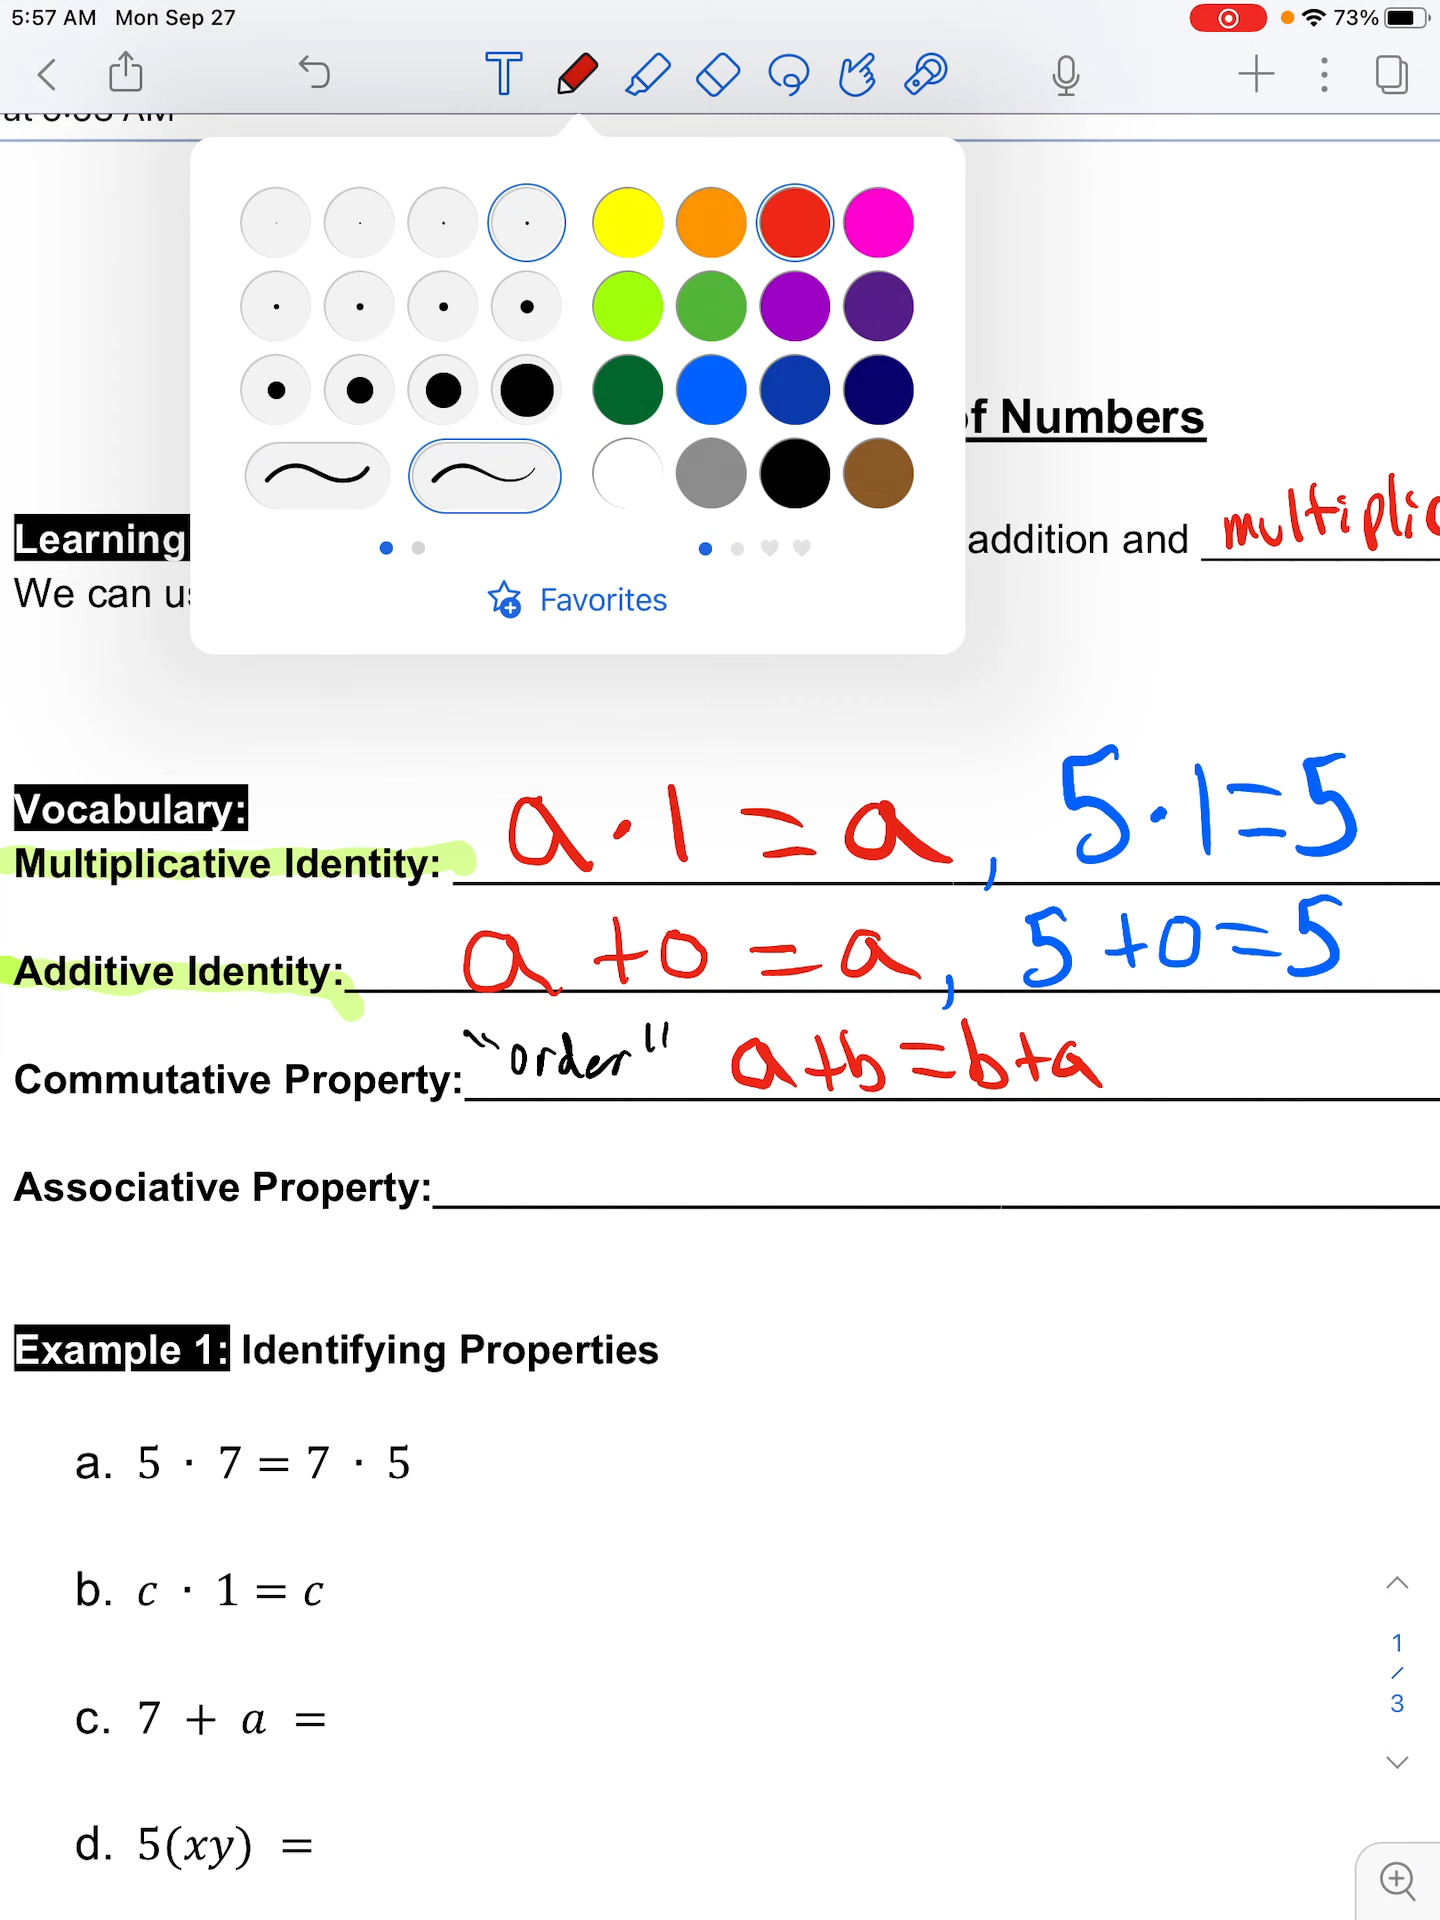 5:57 AM Mon Sep 27
73%
T
Favorites
of Numbers
Learning addition and multiplic
We can us
Vocabulary:
Multiplicative Identity: a · 1 = a, 5 · 1 = 5
Additive Identity: a + 0 = a, 5 + 0 = 5
Commutative Property: "order" a + b = b + a
Associative Property:
Example 1: Identifying Properties
a. 5 · 7 = 7 · 5
b. c · 1 = c
c. 7 + a =
d. 5(xy) =
1
/
3